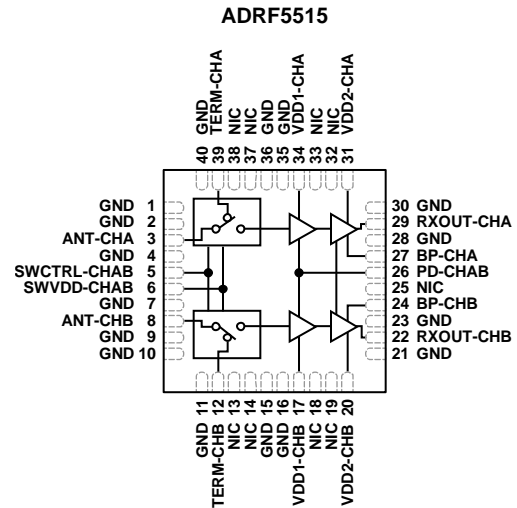 ADRF5515
40 GND
39 TERM-CHA
38 NIC
37 NIC
36 GND
35 GND
34 VDD1-CHA
33 NIC
32 NIC
31 VDD2-CHA
GND 1
GND 2
ANT-CHA 3
GND 4
SWCTRL-CHAB 5
SWVDD-CHAB 6
GND 7
ANT-CHB 8
GND 9
GND 10
30 GND
29 RXOUT-CHA
28 GND
27 BP-CHA
26 PD-CHAB
25 NIC
24 BP-CHB
23 GND
22 RXOUT-CHB
21 GND
GND 11
TERM-CHB 12
NIC 13
NIC 14
GND 15
GND 16
VDD1-CHB 17
NIC 18
NIC 19
VDD2-CHB 20